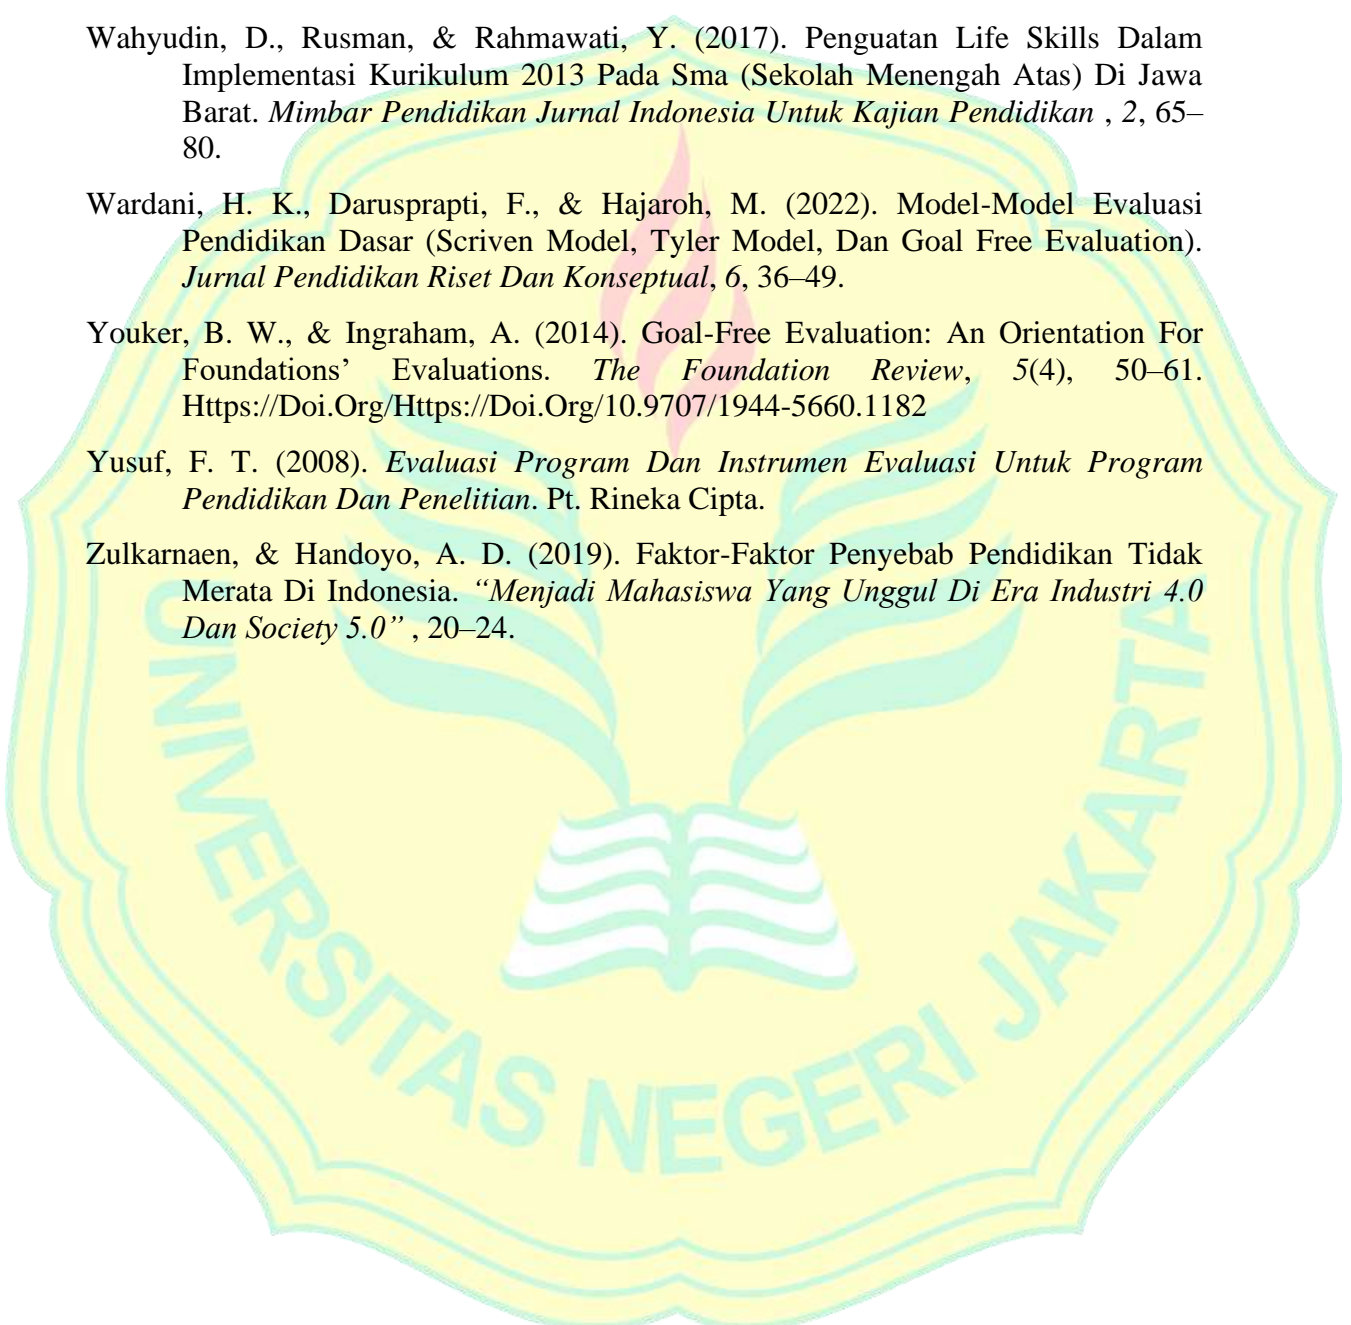 Wahyudin, D., Rusman, & Rahmawati, Y. (2017). Penguatan Life Skills Dalam
Implementasi Kurikulum 2013 Pada Sma (Sekolah Menengah Atas) Di Jawa
Barat. Mimbar Pendidikan Jurnal Indonesia Untuk Kajian Pendidikan , 2, 65–
80.
Wardani, H. K., Darusprapti, F., & Hajaroh, M. (2022). Model-Model Evaluasi
Pendidikan Dasar (Scriven Model, Tyler Model, Dan Goal Free Evaluation).
Jurnal Pendidikan Riset Dan Konseptual, 6, 36–49.
Youker, B. W., & Ingraham, A. (2014). Goal-Free Evaluation: An Orientation For
Foundations’ Evaluations. The Foundation Review, 5(4), 50–61.
Https://Doi.Org/Https://Doi.Org/10.9707/1944-5660.1182
Yusuf, F. T. (2008). Evaluasi Program Dan Instrumen Evaluasi Untuk Program
Pendidikan Dan Penelitian. Pt. Rineka Cipta.
Zulkarnaen, & Handoyo, A. D. (2019). Faktor-Faktor Penyebab Pendidikan Tidak
Merata Di Indonesia. “Menjadi Mahasiswa Yang Unggul Di Era Industri 4.0
Dan Society 5.0” , 20–24.
UNIVERSITAS NEGERI JAKARTA